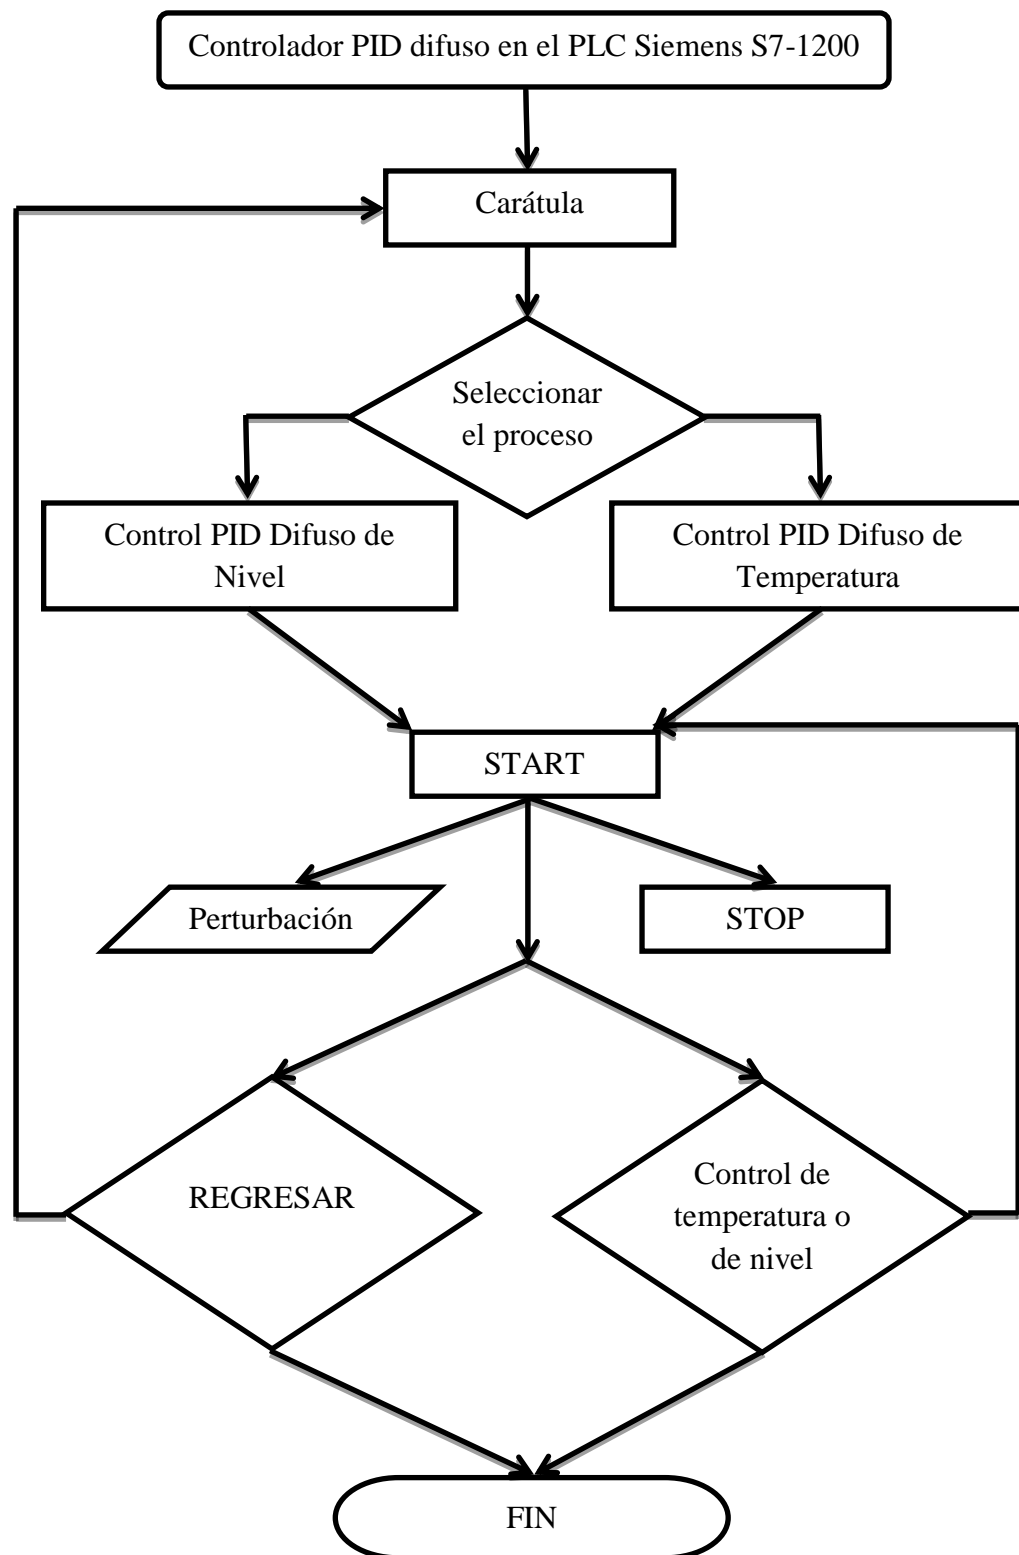 Controlador PID difuso en el PLC Siemens S7-1200
Carátula
Seleccionar
el proceso
Control PID Difuso de
Nivel
Control PID Difuso de
Temperatura
START
Perturbación
STOP
REGRESAR
Control de
temperatura o
de nivel
FIN